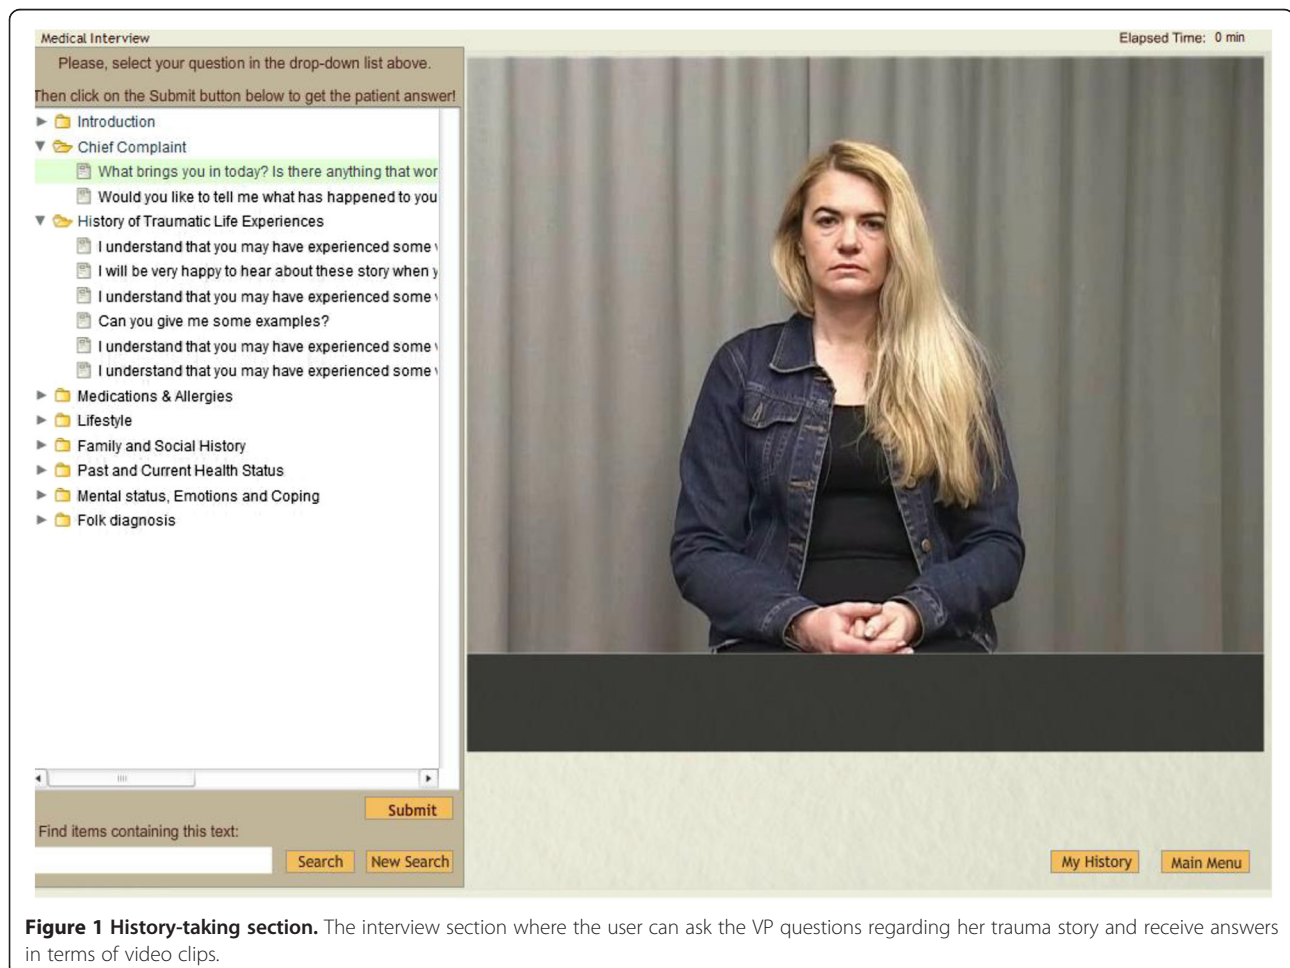 Medical Interview
Elapsed Time: 0 min
Please, select your question in the drop-down list above.
Then click on the Submit button below to get the patient answer!
Introduction
Chief Complaint
What brings you in today? Is there anything that wor
Would you like to tell me what has happened to you
History of Traumatic Life Experiences
I understand that you may have experienced some
I will be very happy to hear about these story when y
I understand that you may have experienced some
Can you give me some examples?
I understand that you may have experienced some
I understand that you may have experienced some
Medications & Allergies
Lifestyle
Family and Social History
Past and Current Health Status
Mental status, Emotions and Coping
Folk diagnosis
Submit
Find items containing this text:
Search New Search
My History Main Menu
Figure 1 History-taking section. The interview section where the user can ask the VP questions regarding her trauma story and receive answers
in terms of video clips.